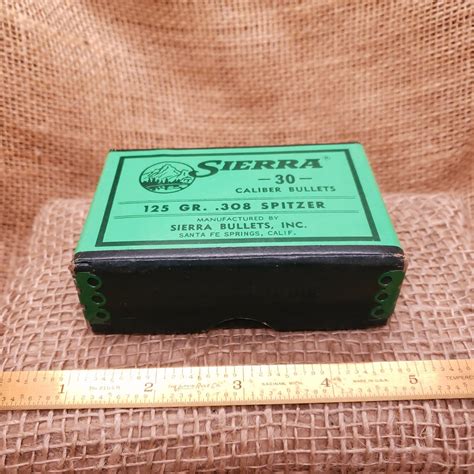 SIERRA
®
— 30 —
CALIBER BULLETS
125 GR. .308 SPITZER
MANUFACTURED BY
SIERRA BULLETS, INC.
SANTA FE SPRINGS, CALIF.
1 2 3 4 5